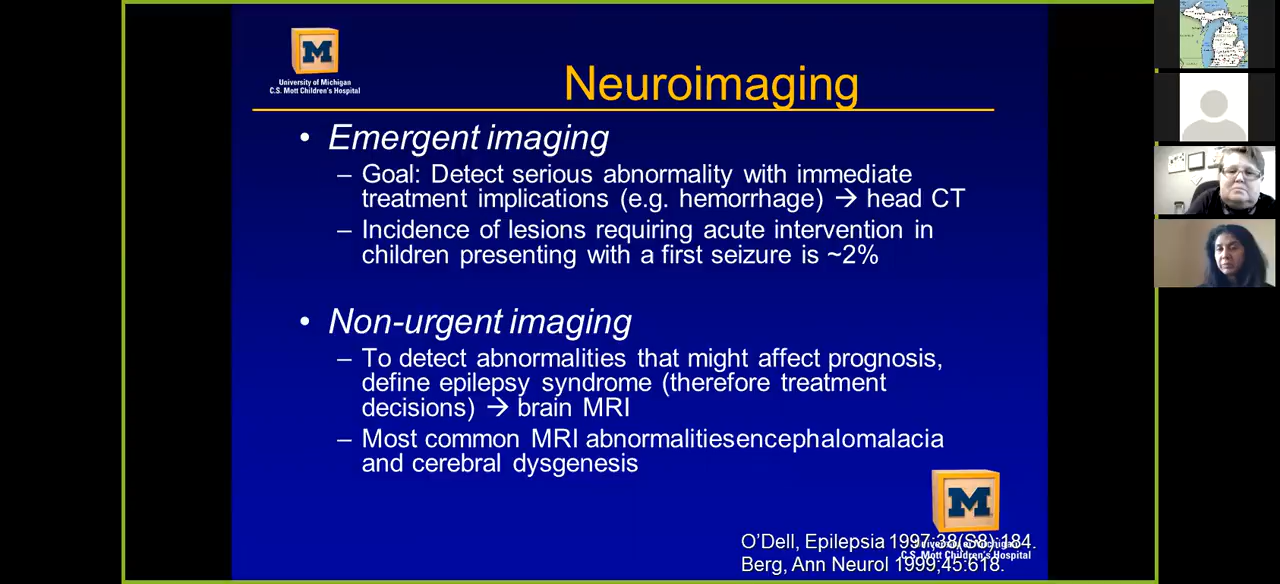 M
University of Michigan
C.S. Mott Children's Hospital
Neuroimaging
• Emergent imaging
– Goal: Detect serious abnormality with immediate
treatment implications (e.g. hemorrhage) → head CT
– Incidence of lesions requiring acute intervention in
children presenting with a first seizure is ~2%
• Non-urgent imaging
– To detect abnormalities that might affect prognosis,
define epilepsy syndrome (therefore treatment
decisions) → brain MRI
– Most common MRI abnormalitiesencephalomalacia
and cerebral dysgenesis
M
O'Dell, Epilepsia 1997;38(S8):184.
University of Michigan
C.S. Mott Children's Hospital
Berg, Ann Neurol 1999;45:618.